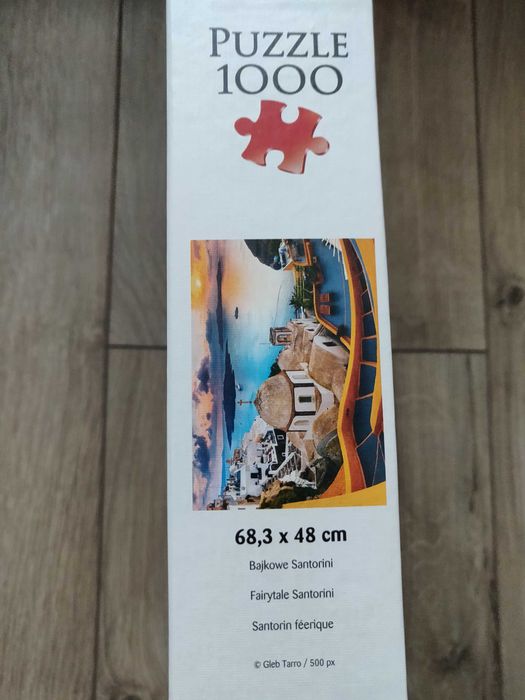 PUZZLE
1000
68,3 x 48 cm
Bajkowe Santorini
Fairytale Santorini
Santorin féerique
© Gleb Tarro / 500 px